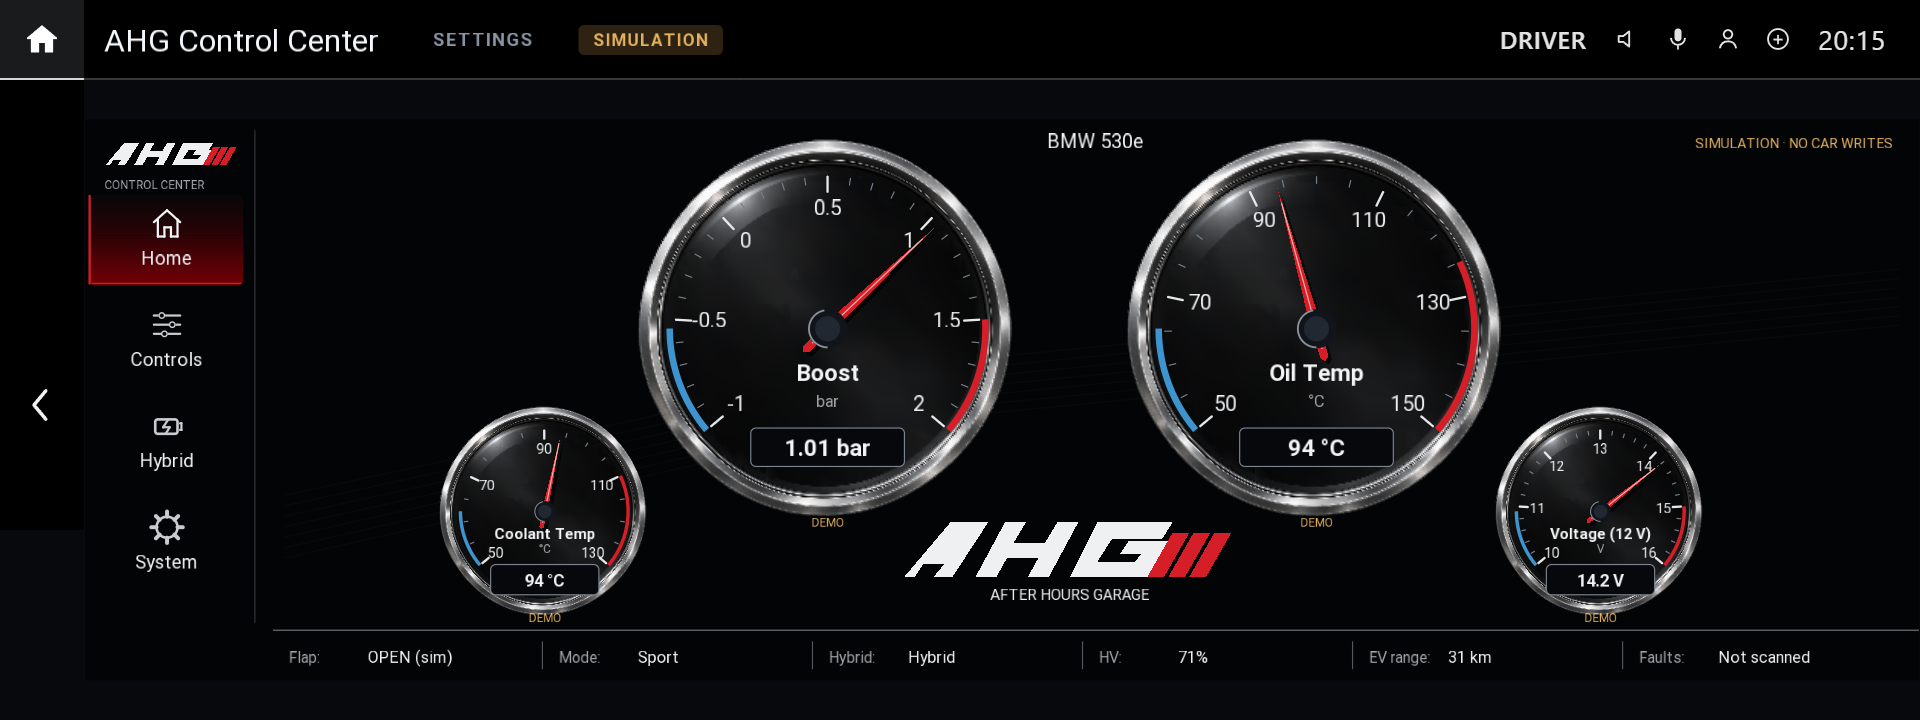 AHG Control Center SETTINGS SIMULATION DRIVER 20:15
AHG
CONTROL CENTER
Home
Controls
Hybrid
System
BMW 530e
SIMULATION · NO CAR WRITES
-1 -0.5 0 0.5 1 1.5 2
Boost
bar
1.01 bar
DEMO
50 70 90 110 130 150
Oil Temp
°C
94 °C
DEMO
50 70 90 110 130
Coolant Temp
°C
94 °C
DEMO
10 11 12 13 14 15 16
Voltage (12 V)
V
14.2 V
DEMO
AHG
AFTER HOURS GARAGE
Flap: OPEN (sim) Mode: Sport Hybrid: Hybrid HV: 71% EV range: 31 km Faults: Not scanned